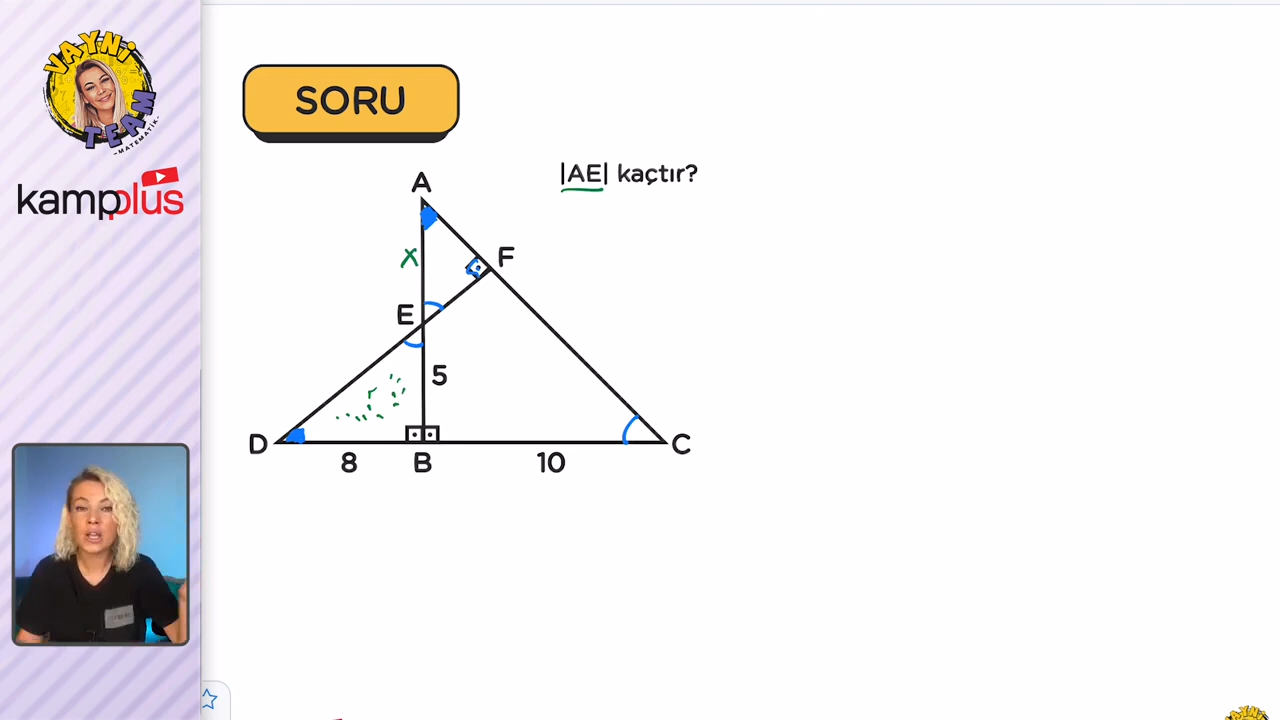 VAYNİ
TEAM
-MATEMATİK-
kampplus
SORU
|AE| kaçtır?
A
x
F
E
5
D
8
B
10
C